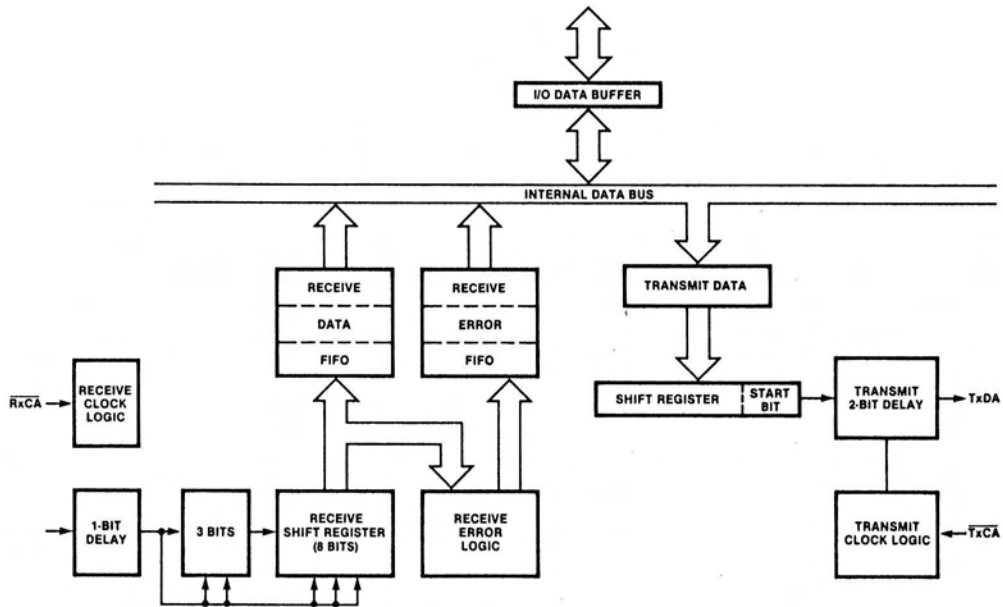 I/O DATA BUFFER
INTERNAL DATA BUS
RECEIVE
DATA
FIFO
RECEIVE
ERROR
FIFO
TRANSMIT DATA
RxCA
RECEIVE
CLOCK
LOGIC
SHIFT REGISTER
START
BIT
TRANSMIT
2-BIT DELAY
TxDA
1-BIT
DELAY
3 BITS
RECEIVE
SHIFT REGISTER
(8 BITS)
RECEIVE
ERROR
LOGIC
TRANSMIT
CLOCK LOGIC
TxCA